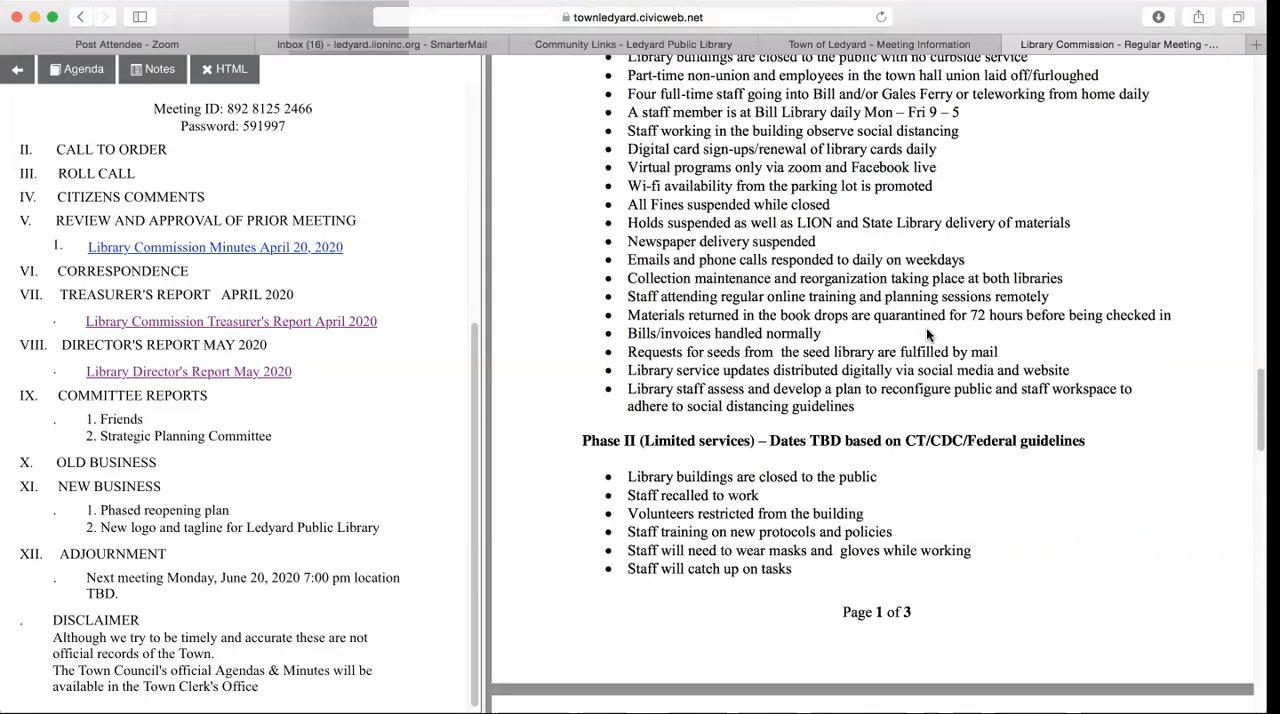 townledyard.civicweb.net
Post Attendee - Zoom
Inbox (16) - ledyard.lioninc.org - SmarterMail
Community Links - Ledyard Public Library
Town of Ledyard - Meeting Information
Library Commission - Regular Meeting -...
Agenda
Notes
HTML
Meeting ID: 892 8125 2466
Password: 591997
II. CALL TO ORDER
III. ROLL CALL
IV. CITIZENS COMMENTS
V. REVIEW AND APPROVAL OF PRIOR MEETING
I. Library Commission Minutes April 20, 2020
VI. CORRESPONDENCE
VII. TREASURER'S REPORT APRIL 2020
. Library Commission Treasurer's Report April 2020
VIII. DIRECTOR'S REPORT MAY 2020
. Library Director's Report May 2020
IX. COMMITTEE REPORTS
. 1. Friends
2. Strategic Planning Committee
X. OLD BUSINESS
XI. NEW BUSINESS
. 1. Phased reopening plan
2. New logo and tagline for Ledyard Public Library
XII. ADJOURNMENT
. Next meeting Monday, June 20, 2020 7:00 pm location
TBD.
. DISCLAIMER
Although we try to be timely and accurate these are not
official records of the Town.
The Town Council's official Agendas & Minutes will be
available in the Town Clerk's Office
• Library buildings are closed to the public with no curbside service
• Part-time non-union and employees in the town hall union laid off/furloughed
• Four full-time staff going into Bill and/or Gales Ferry or teleworking from home daily
• A staff member is at Bill Library daily Mon – Fri 9 – 5
• Staff working in the building observe social distancing
• Digital card sign-ups/renewal of library cards daily
• Virtual programs only via zoom and Facebook live
• Wi-fi availability from the parking lot is promoted
• All Fines suspended while closed
• Holds suspended as well as LION and State Library delivery of materials
• Newspaper delivery suspended
• Emails and phone calls responded to daily on weekdays
• Collection maintenance and reorganization taking place at both libraries
• Staff attending regular online training and planning sessions remotely
• Materials returned in the book drops are quarantined for 72 hours before being checked in
• Bills/invoices handled normally
• Requests for seeds from the seed library are fulfilled by mail
• Library service updates distributed digitally via social media and website
• Library staff assess and develop a plan to reconfigure public and staff workspace to
adhere to social distancing guidelines
Phase II (Limited services) – Dates TBD based on CT/CDC/Federal guidelines
• Library buildings are closed to the public
• Staff recalled to work
• Volunteers restricted from the building
• Staff training on new protocols and policies
• Staff will need to wear masks and gloves while working
• Staff will catch up on tasks
Page 1 of 3